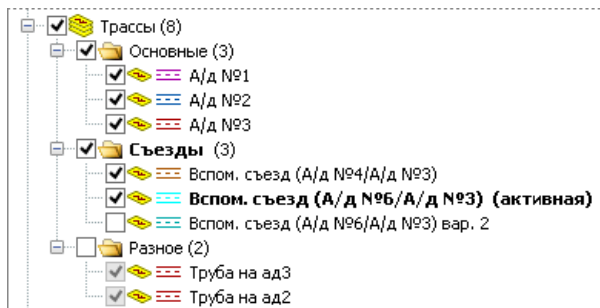 Трассы (8)
Основные (3)
А/д №1
А/д №2
А/д №3
Съезды (3)
Вспом. съезд (А/д №4/А/д №3)
Вспом. съезд (А/д №6/А/д №3) (активная)
Вспом. съезд (А/д №6/А/д №3) вар. 2
Разное (2)
Труба на ад3
Труба на ад2